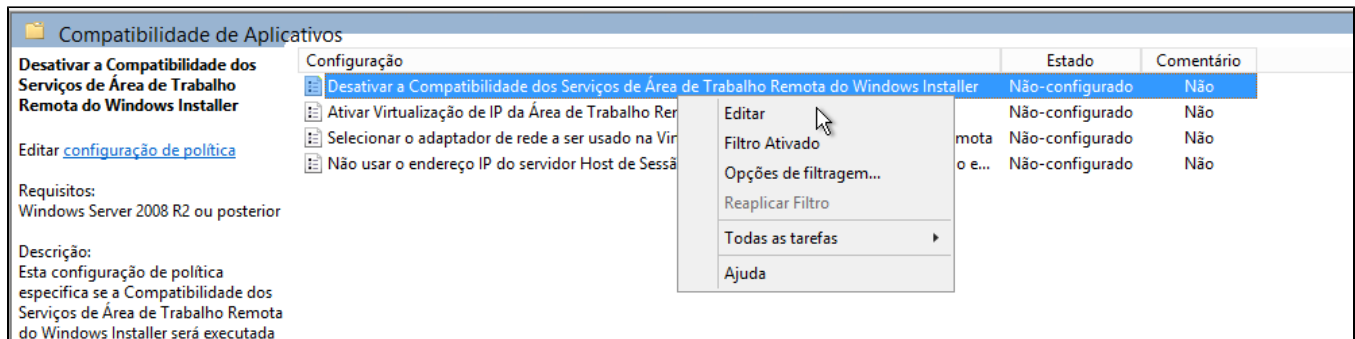 Compatibilidade de Aplicativos
Desativar a Compatibilidade dos
Serviços de Área de Trabalho
Remota do Windows Installer
Editar configuração de política
Requisitos:
Windows Server 2008 R2 ou posterior
Descrição:
Esta configuração de política
especifica se a Compatibilidade dos
Serviços de Área de Trabalho Remota
do Windows Installer será executada
Configuração Estado Comentário
Desativar a Compatibilidade dos Serviços de Área de Trabalho Remota do Windows Installer Não-configurado Não
Ativar Virtualização de IP da Área de Trabalho Não-configurado Não
Selecionar o adaptador de rede a ser usado na Não-configurado Não
Não usar o endereço IP do servidor Host de o e... Não-configurado Não
Editar
Filtro Ativado
Opções de filtragem...
Reaplicar Filtro
Todas as tarefas
Ajuda